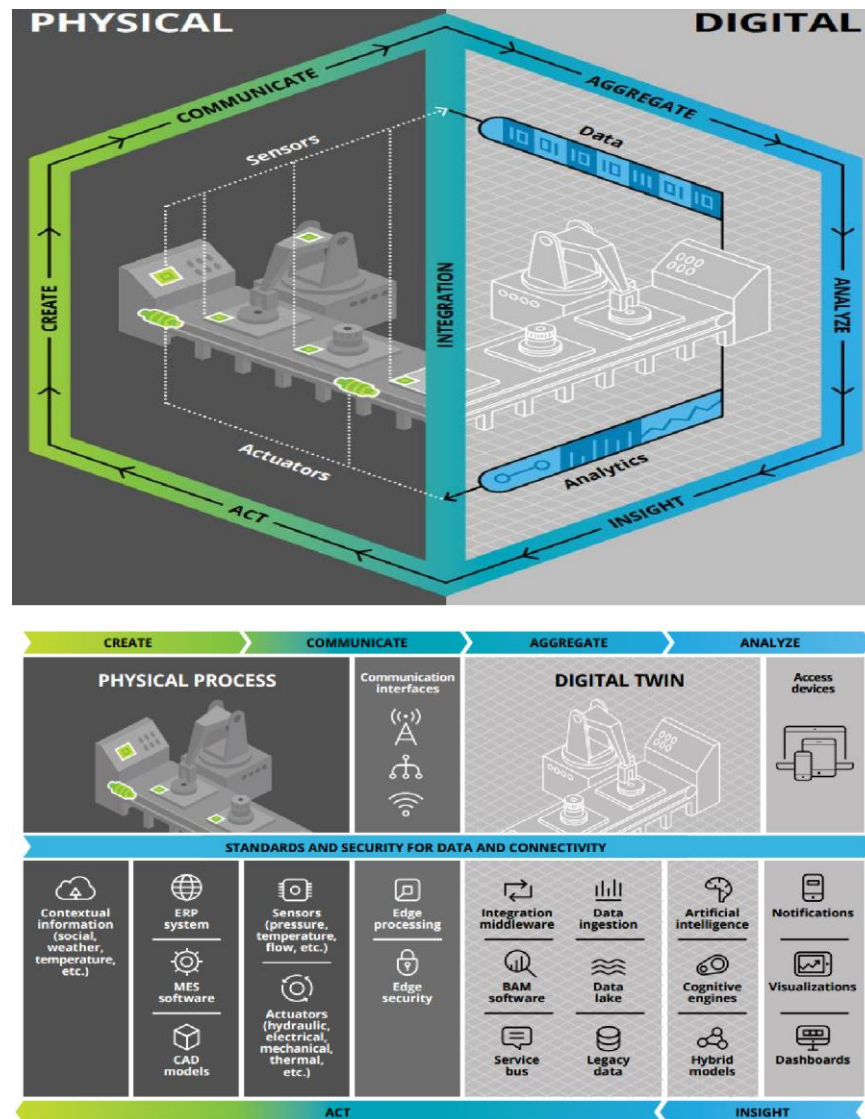 PHYSICAL
DIGITAL
COMMUNICATE
AGGREGATE
Sensors
Data
CREATE
INTEGRATION
ANALYZE
Actuators
Analytics
ACT
INSIGHT
CREATE
COMMUNICATE
AGGREGATE
ANALYZE
PHYSICAL PROCESS
Communication
interfaces
DIGITAL TWIN
Access
devices
STANDARDS AND SECURITY FOR DATA AND CONNECTIVITY
Contextual
information
(social,
weather,
temperature,
etc.)
ERP
system
MES
software
CAD
models
Sensors
(pressure,
temperature,
flow, etc.)
Actuators
(hydraulic,
electrical,
mechanical,
thermal,
etc.)
Edge
processing
Edge
security
Integration
middleware
BAM
software
Service
bus
Data
ingestion
Data
lake
Legacy
data
Artificial
intelligence
Cognitive
engines
Hybrid
models
Notifications
Visualizations
Dashboards
ACT
INSIGHT